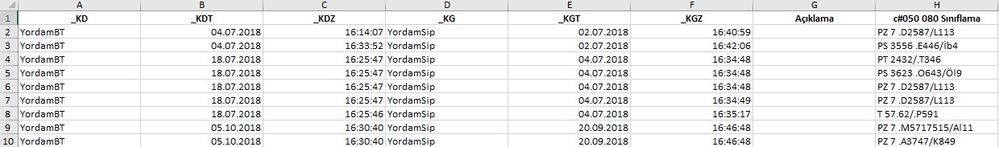 A B C D E F G H
1 _KD _KDT _KDZ _KG _KGT _KGZ Açıklama c#050 080 Sınıflama
2 YordamBT 04.07.2018 16:14:07 YordamSip 02.07.2018 16:40:59 PZ 7 .D2587/L113
3 YordamBT 04.07.2018 16:33:52 YordamSip 02.07.2018 16:42:06 PS 3556 .E446/İb4
4 YordamBT 18.07.2018 16:25:47 YordamSip 04.07.2018 16:34:48 PT 2432/.T346
5 YordamBT 18.07.2018 16:25:47 YordamSip 04.07.2018 16:34:48 PS 3623 .O643/Öl9
6 YordamBT 18.07.2018 16:25:47 YordamSip 04.07.2018 16:34:48 PZ 7 .D2587/L113
7 YordamBT 18.07.2018 16:25:47 YordamSip 04.07.2018 16:34:49 PZ 7 .D2587/L113
8 YordamBT 18.07.2018 16:25:46 YordamSip 04.07.2018 16:35:17 T 57.62/.P591
9 YordamBT 05.10.2018 16:30:40 YordamSip 20.09.2018 16:46:48 PZ 7 .M5717515/Al11
10 YordamBT 05.10.2018 16:30:40 YordamSip 20.09.2018 16:46:48 PZ 7 .A3747/K849